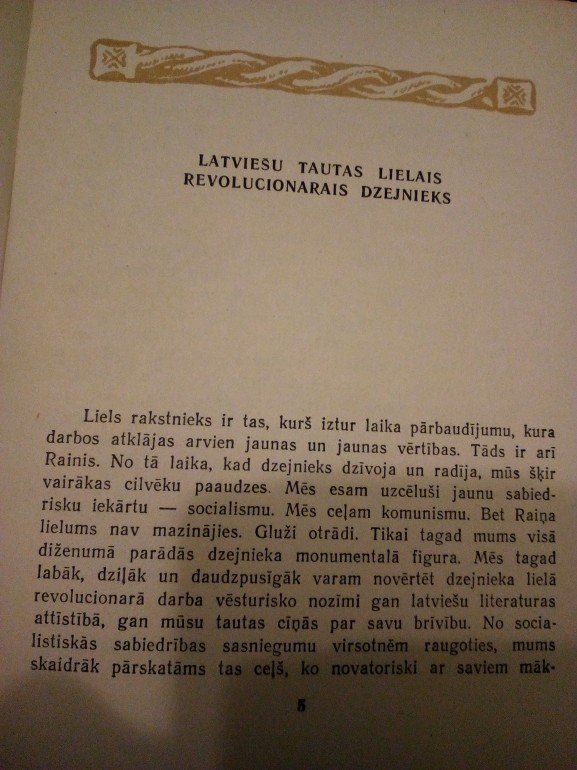 LATVIEŠU TAUTAS LIELAIS
REVOLUCIONARAIS DZEJNIEKS
Liels rakstnieks ir tas, kurš iztur laika pārbaudījumu, kura
darbos atklājas arvien jaunas un jaunas vērtības. Tāds ir arī
Rainis. No tā laika, kad dzejnieks dzīvoja un radīja, mūs šķir
vairākas cilvēku paaudzes. Mēs esam uzcēluši jaunu sabied-
risku iekārtu — socialismu. Mēs ceļam komunismu. Bet Raiņa
lielums nav mazinājies. Gluži otrādi. Tikai tagad mums visā
diženumā parādās dzejnieka monumentalā figura. Mēs tagad
labāk, dziļāk un daudzpusīgāk varam novērtēt dzejnieka lielā
revolucionarā darba vēsturisko nozīmi gan latviešu literaturas
attīstībā, gan mūsu tautas cīņās par savu brīvību. No socia-
listiskās sabiedrības sasniegumu virsotnēm raugoties, mums
skaidrāk pārskatāms tas ceļš, ko novatoriski ar saviem māk-
5